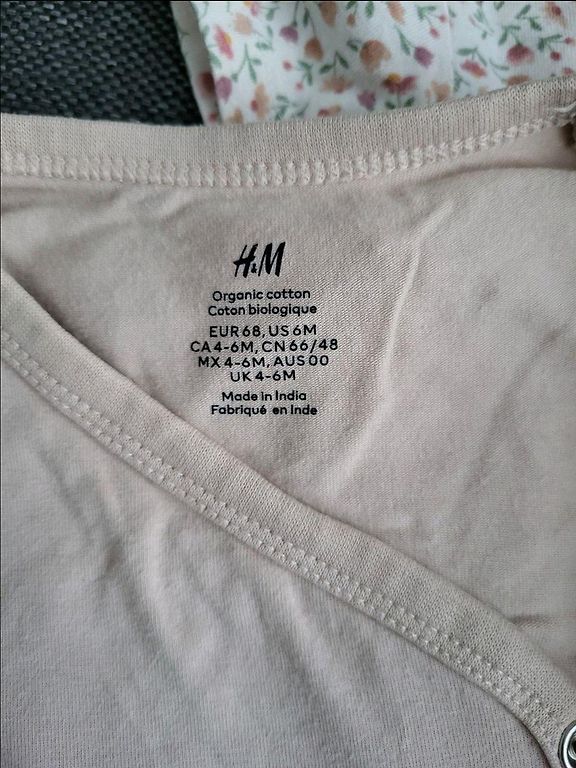 H&M
Organic cotton
Coton biologique
EUR 68, US 6M
CA 4-6M, CN 66/48
MX 4-6M, AUS 00
UK 4-6M
Made in India
Fabriqué en Inde